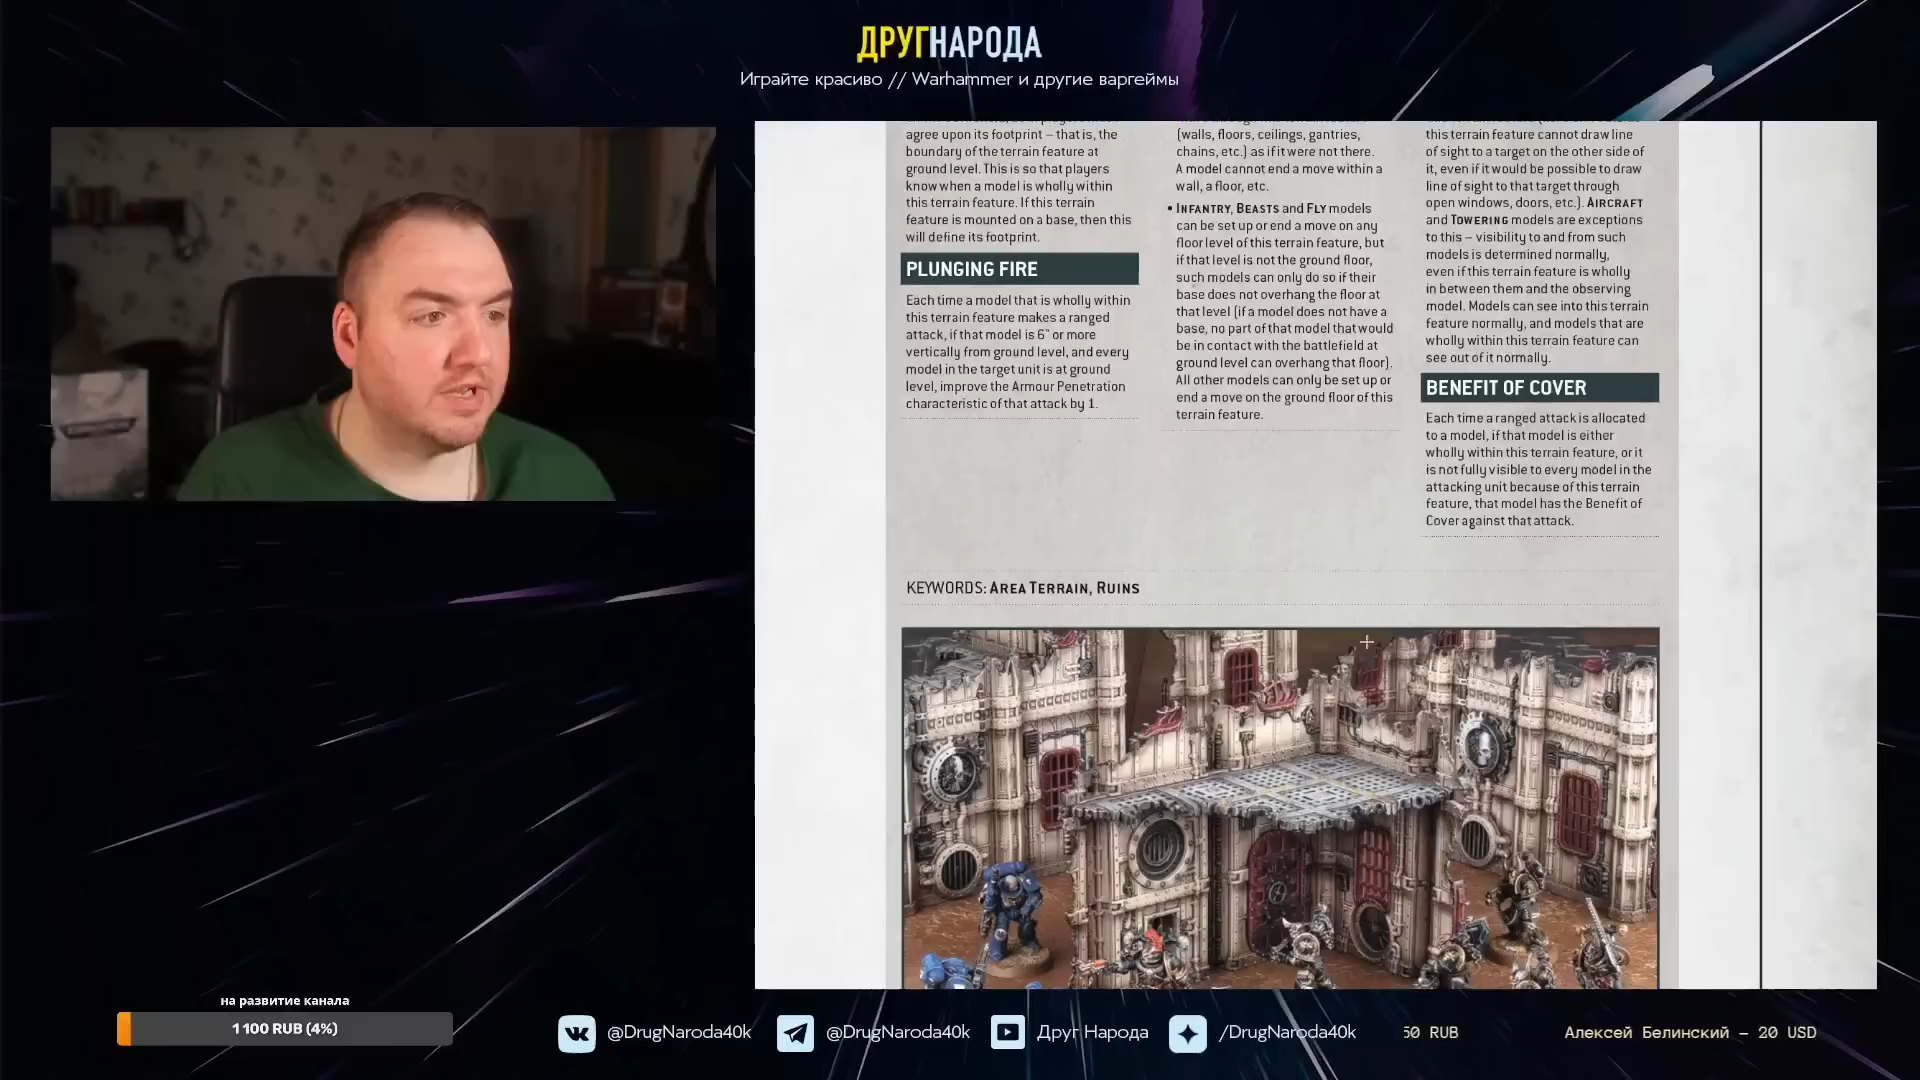 ДРУГНАРОДА
Играйте красиво // Warhammer и другие варгеймы
agree upon its footprint – that is, the
boundary of the terrain feature at
ground level. This is so that players
know when a model is wholly within
this terrain feature. If this terrain
feature is mounted on a base, then this
will define its footprint.
PLUNGING FIRE
Each time a model that is wholly within
this terrain feature makes a ranged
attack, if that model is 6" or more
vertically from ground level, and every
model in the target unit is at ground
level, improve the Armour Penetration
characteristic of that attack by 1.
(walls, floors, ceilings, gantries,
chains, etc.) as if it were not there.
A model cannot end a move within a
wall, a floor, etc.
• INFANTRY, BEASTS and FLY models
can be set up or end a move on any
floor level of this terrain feature, but
if that level is not the ground floor,
such models can only do so if their
base does not overhang the floor at
that level (if a model does not have a
base, no part of that model that would
be in contact with the battlefield at
ground level can overhang that floor).
All other models can only be set up or
end a move on the ground floor of this
terrain feature.
this terrain feature cannot draw line
of sight to a target on the other side of
it, even if it would be possible to draw
line of sight to that target through
open windows, doors, etc.). AIRCRAFT
and TOWERING models are exceptions
to this – visibility to and from such
models is determined normally,
even if this terrain feature is wholly
in between them and the observing
model. Models can see into this terrain
feature normally, and models that are
wholly within this terrain feature can
see out of it normally.
BENEFIT OF COVER
Each time a ranged attack is allocated
to a model, if that model is either
wholly within this terrain feature, or it
is not fully visible to every model in the
attacking unit because of this terrain
feature, that model has the Benefit of
Cover against that attack.
KEYWORDS: AREA TERRAIN, RUINS
на развитие канала
1 100 RUB (4%)
@DrugNaroda40k
@DrugNaroda40k
Друг Народа
/DrugNaroda40k
50 RUB
Алексей Белинский – 20 USD